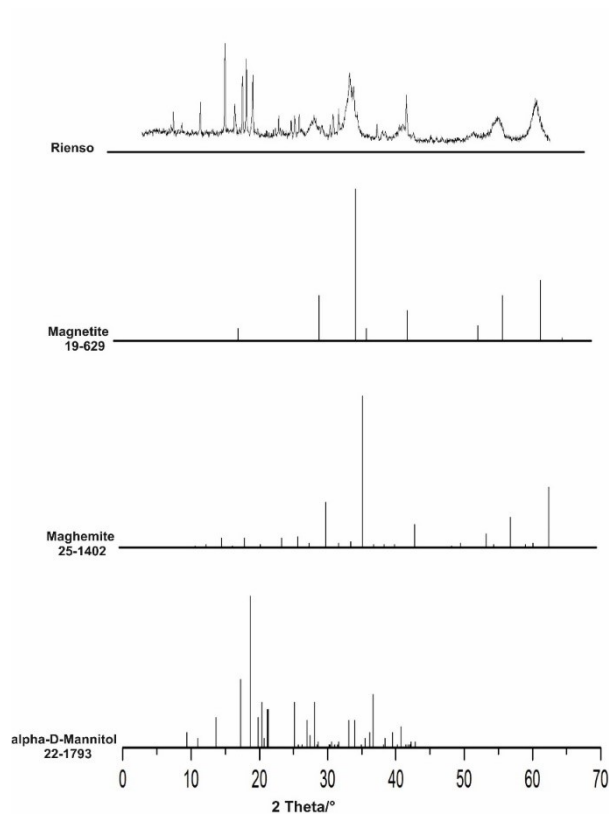 Rienso
Magnetite
19-629
Maghemite
25-1402
alpha-D-Mannitol
22-1793
0 10 20 30 40 50 60 70
2 Theta/°